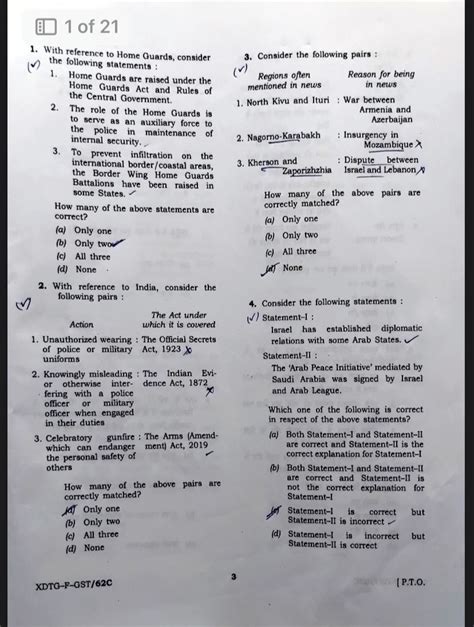 1 of 21
1. With reference to Home Guards, consider
the following statements :
1. Home Guards are raised under the
Home Guards Act and Rules of
the Central Government.
2. The role of the Home Guards is
to serve as an auxiliary force to
the police in maintenance of
internal security.
3. To prevent infiltration on the
international border/coastal areas,
the Border Wing Home Guards
Battalions have been raised in
some States.
How many of the above statements are
correct?
(a) Only one
(b) Only two
(c) All three
(d) None
2. With reference to India, consider the
following pairs :
Action
The Act under
which it is covered
1. Unauthorized wearing : The Official Secrets
of police or military Act, 1923
uniforms
2. Knowingly misleading : The Indian Evi-
or otherwise inter- dence Act, 1872
fering with a police
officer or military
officer when engaged
in their duties
3. Celebratory gunfire : The Arms (Amend-
which can endanger ment) Act, 2019
the personal safety of
others
How many of the above pairs are
correctly matched?
(a) Only one
(b) Only two
(c) All three
(d) None
3. Consider the following pairs :
Regions often Reason for being
mentioned in news in news
1. North Kivu and Ituri : War between
Armenia and
Azerbaijan
2. Nagorno-Karabakh : Insurgency in
Mozambique
3. Kherson and : Dispute between
Zaporizhzhia Israel and Lebanon
How many of the above pairs are
correctly matched?
(a) Only one
(b) Only two
(c) All three
(d) None
4. Consider the following statements :
Statement-I :
Israel has established diplomatic
relations with some Arab States.
Statement-II :
The 'Arab Peace Initiative' mediated by
Saudi Arabia was signed by Israel
and Arab League.
Which one of the following is correct
in respect of the above statements?
(a) Both Statement-I and Statement-II
are correct and Statement-II is the
correct explanation for Statement-I
(b) Both Statement-I and Statement-II
are correct and Statement-II is
not the correct explanation for
Statement-I
(c) Statement-I is correct but
Statement-II is incorrect
(d) Statement-I is incorrect but
Statement-II is correct
XDTG-F-GST/62C
3
[ P.T.O.